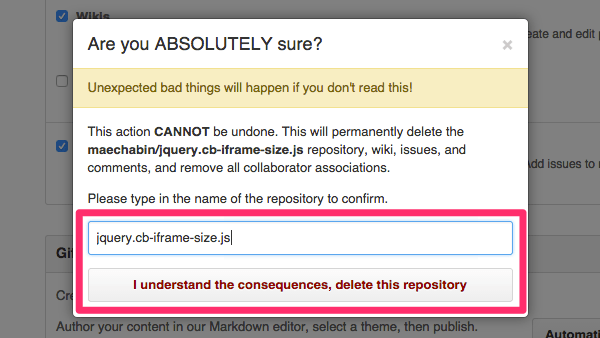 Wikis
Are you ABSOLUTELY sure?
×
eate and edit p
Unexpected bad things will happen if you don't read this!
This action CANNOT be undone. This will permanently delete the
maechabin/jquery.cb-iframe-size.js repository, wiki, issues, and
comments, and remove all collaborator associations.
Add issues to r
Please type in the name of the repository to confirm.
jquery.cb-iframe-size.js
Gi
I understand the consequences, delete this repository
Cre
Author your content in our Markdown editor, select a theme, then publish.
Automati